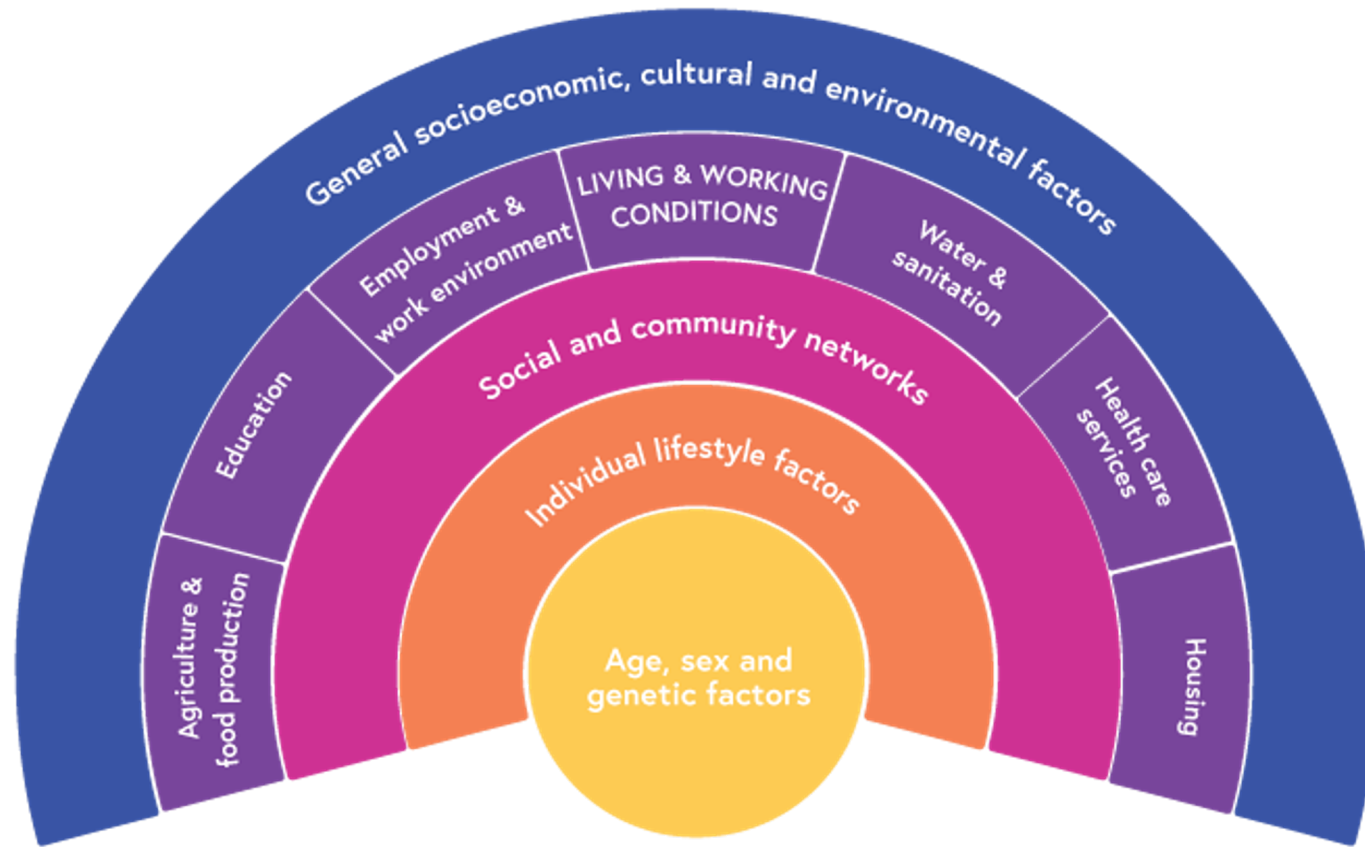 General socioeconomic, cultural and environmental factors
Agriculture &
food production
Education
Employment &
work environment
LIVING & WORKING
CONDITIONS
Water &
sanitation
Health care
services
Housing
Social and community networks
Individual lifestyle factors
Age, sex and
genetic factors